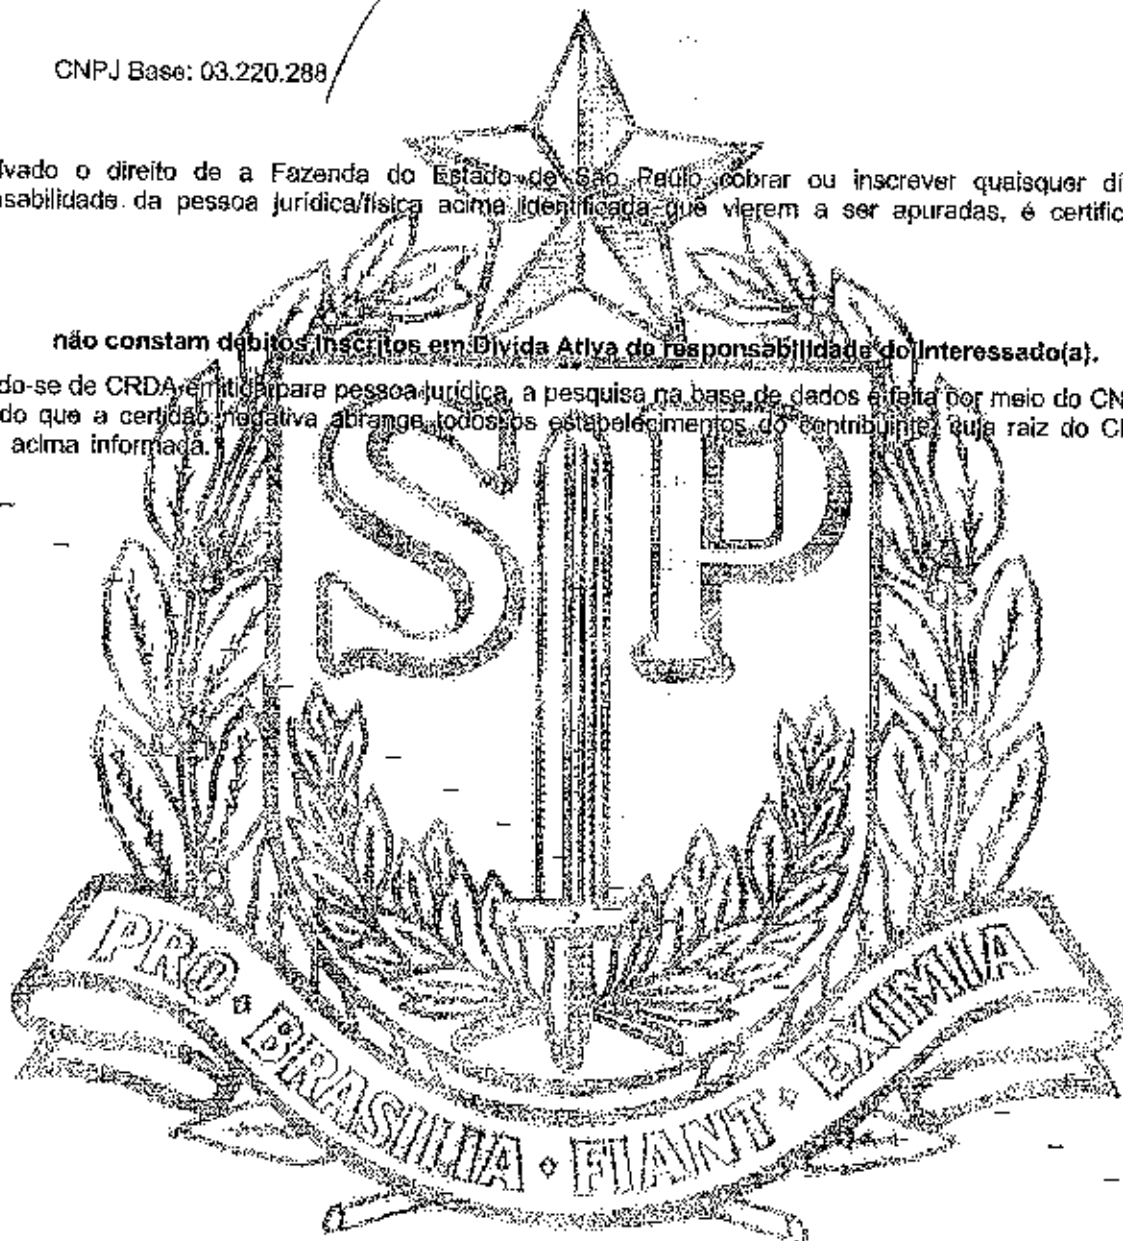 CNPJ Base: 03.220.288
vado o direito de a Fazenda do Estado de São Paulo cobrar ou inscrever quaisquer dí
nsabilidade da pessoa jurídica/física acima identificada que vierem a ser apuradas, é certific
não constam débitos inscritos em Dívida Ativa de responsabilidade do Interessado(a).
do-se de CRDA emitida para pessoa jurídica, a pesquisa na base de dados é feita por meio do CN
do que a certidão negativa abrange todos os estabelecimentos do contribuinte, cuja raiz do C
acima informada.
SP
PRO BRASILIA FIANT EXIMIA